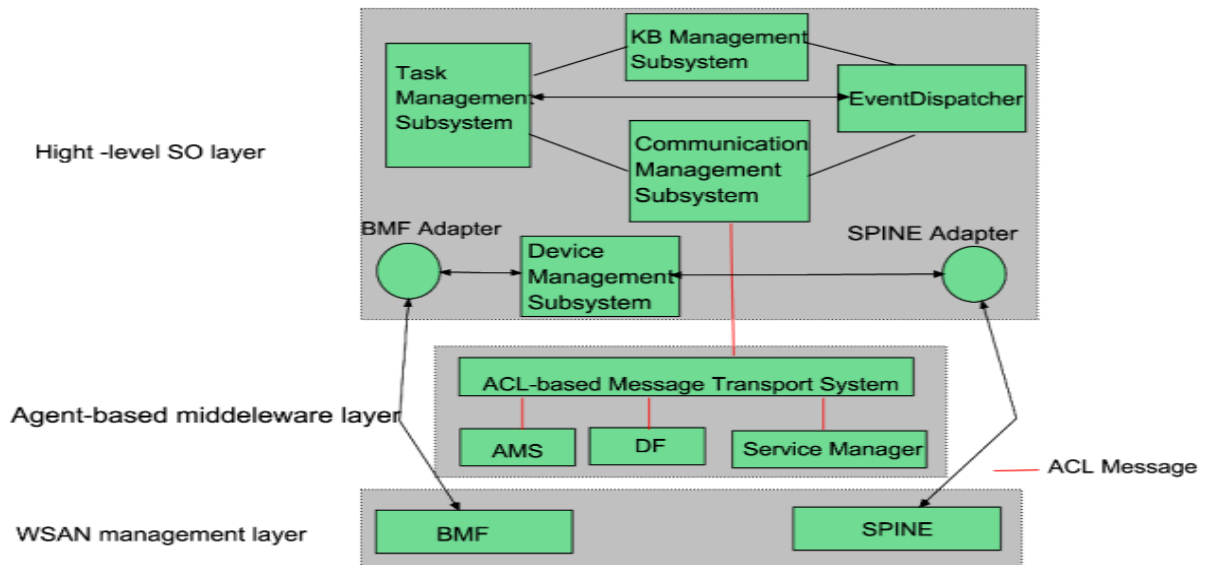 KB Management
Subsystem
Task
Management
Subsystem
EventDispatcher
Hight -level SO layer
Communication
Management
Subsystem
BMF Adapter
SPINE Adapter
Device
Management
Subsystem
ACL-based Message Transport System
Agent-based middeleware layer
AMS
DF
Service Manager
ACL Message
WSAN management layer
BMF
SPINE